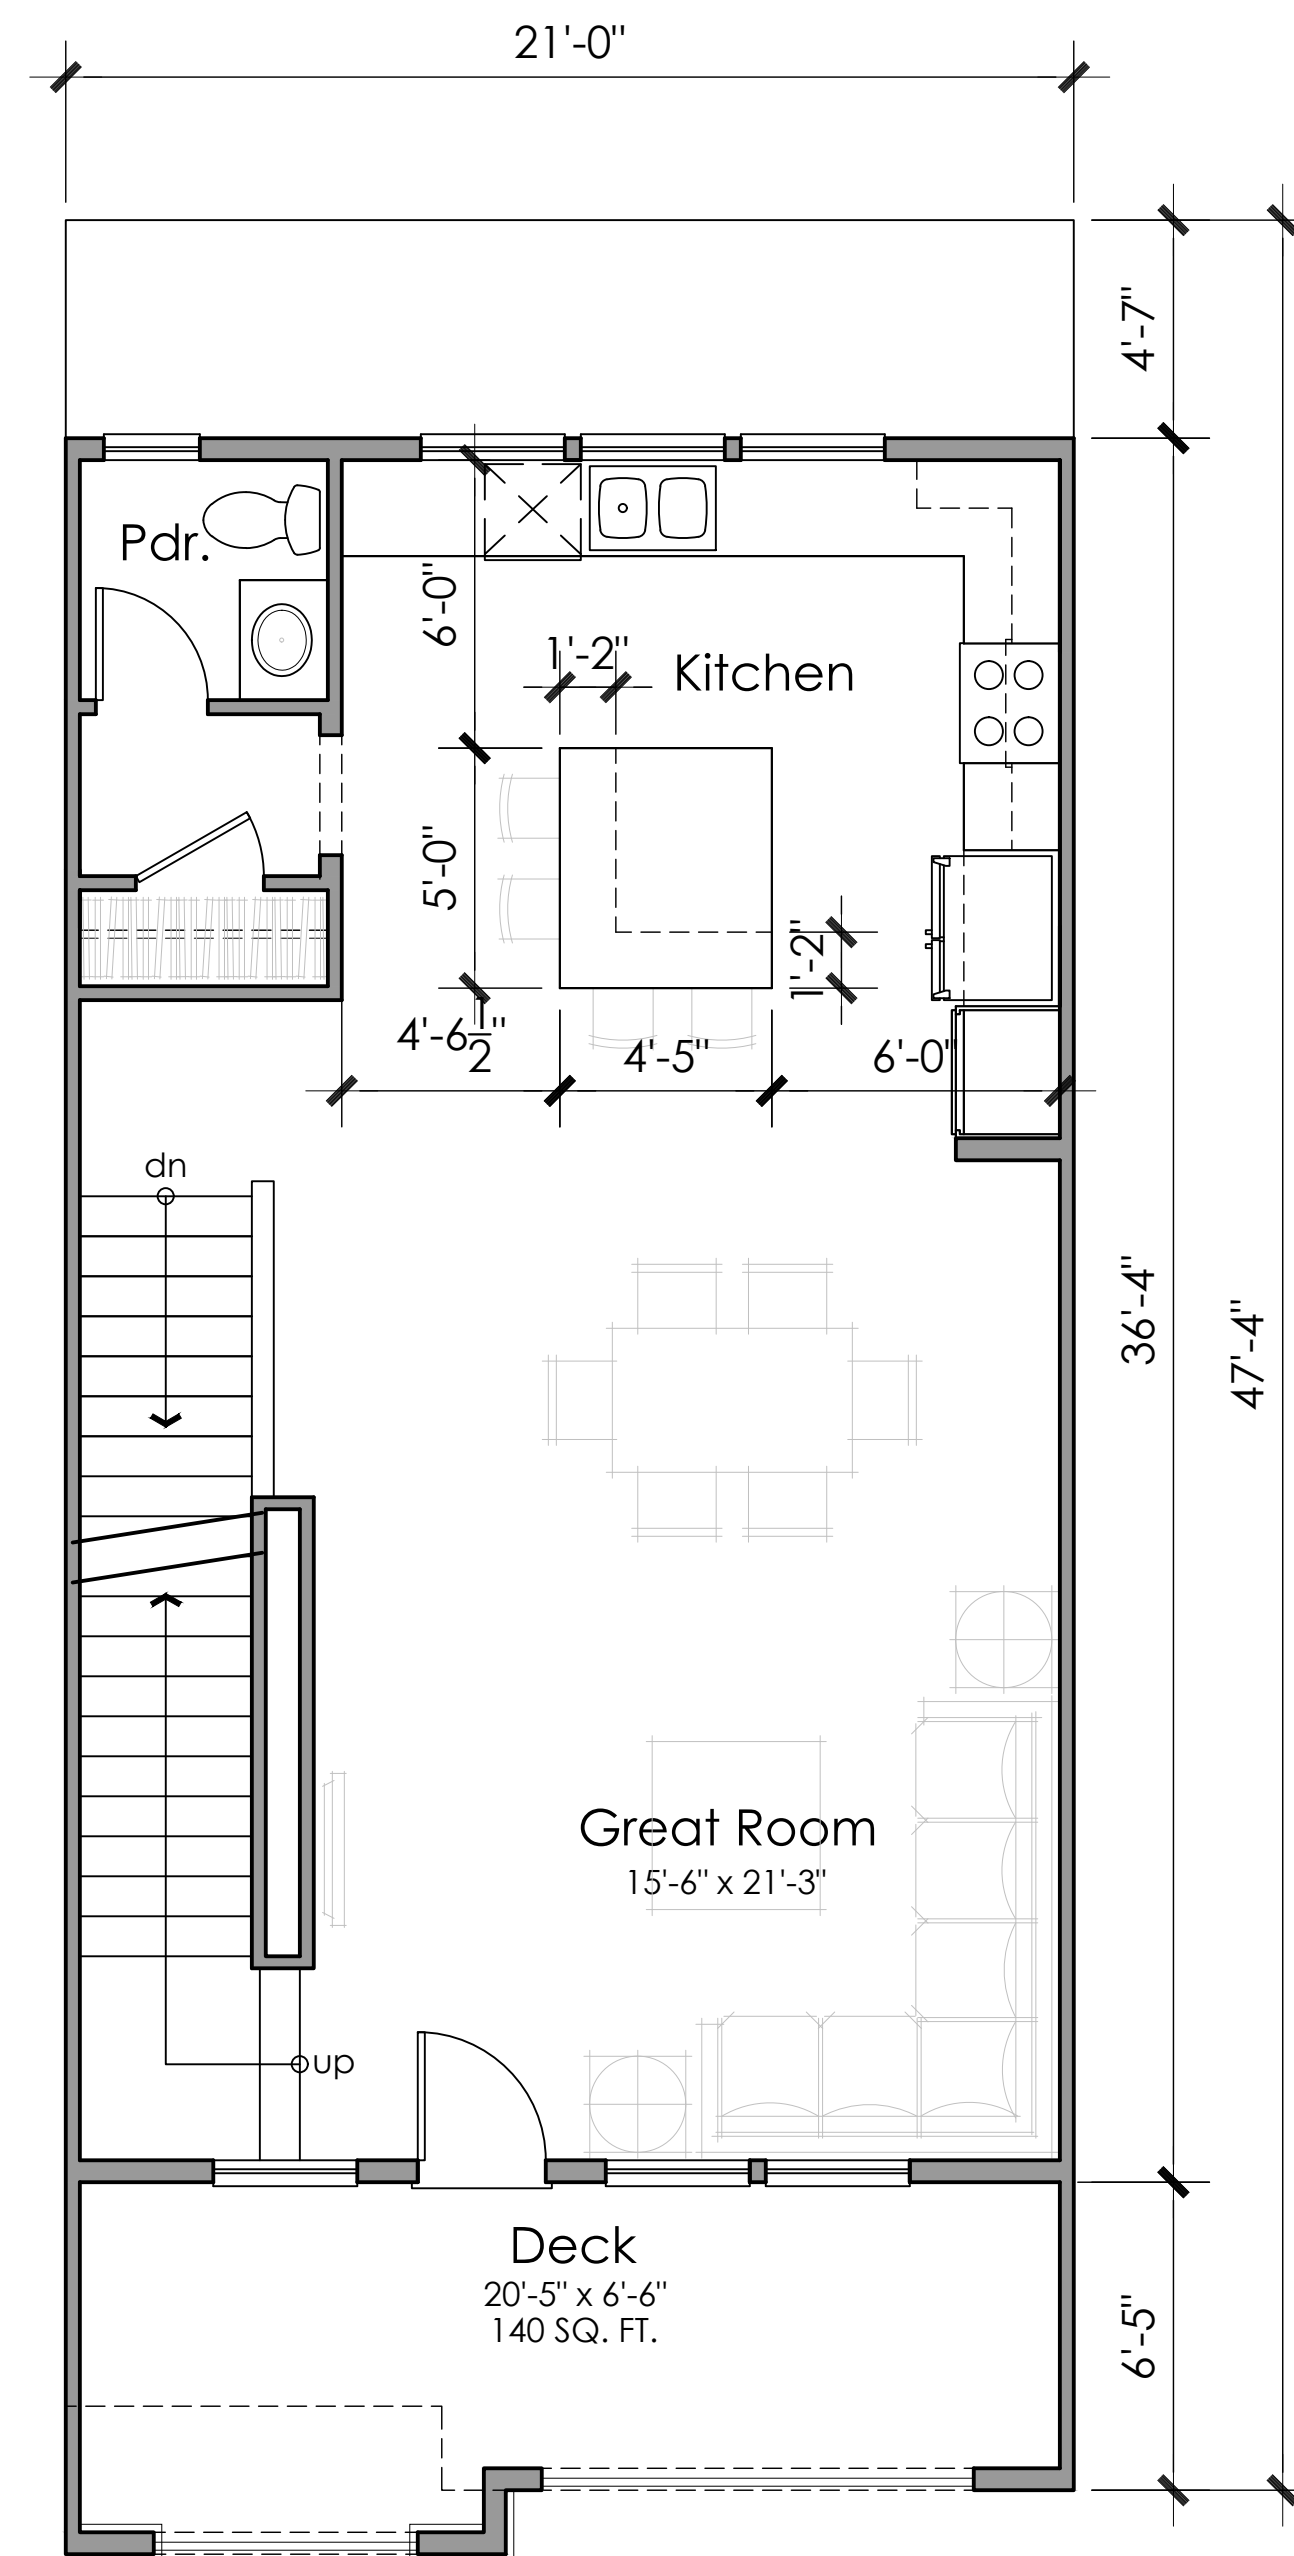 21'-0"
4'-7"
Pdr.
6'-0"
1'-2"
Kitchen
5'-0"
1'-2"
4'-6 1/2"
4'-5"
6'-0"
dn
36'-4"
47'-4"
Great Room
15'-6" x 21'-3"
up
Deck
20'-5" x 6'-6"
140 SQ. FT.
6'-5"